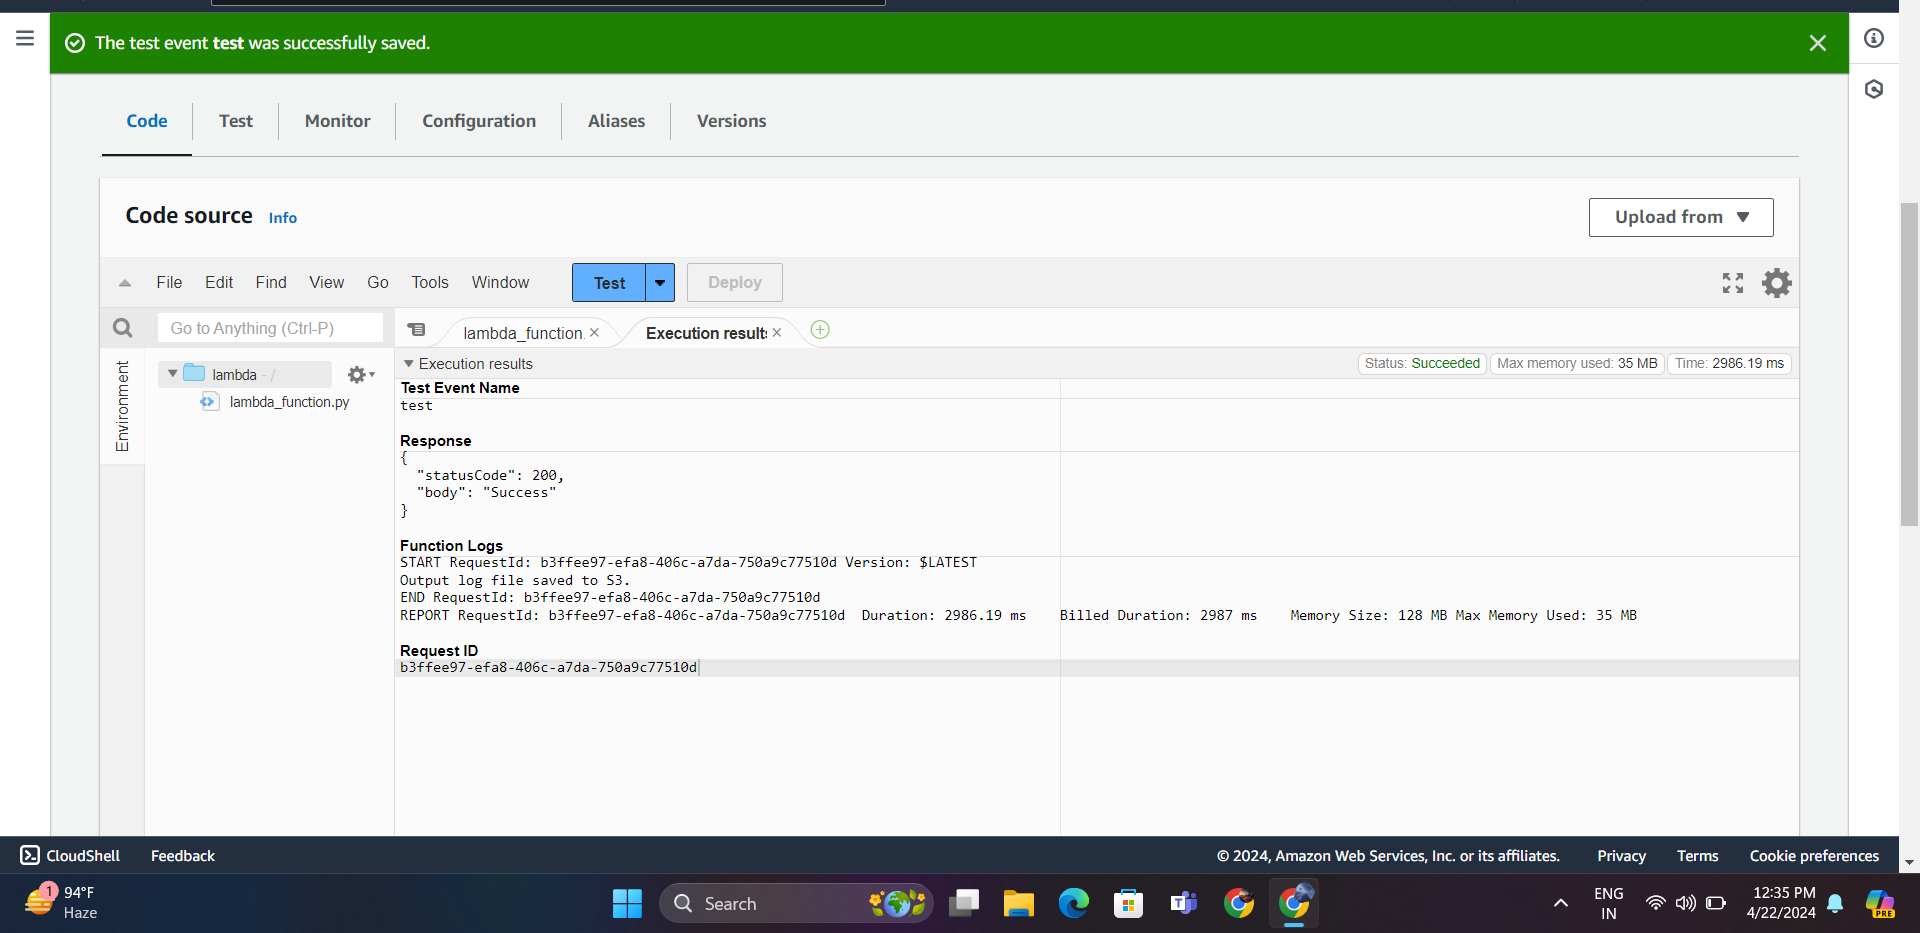 The test event test was successfully saved.
Code
Test
Monitor
Configuration
Aliases
Versions
Code source Info
Upload from
File Edit Find View Go Tools Window
Test
Deploy
Go to Anything (Ctrl-P)
lambda_function.
Execution results
Environment
lambda - /
lambda_function.py
Execution results
Status: Succeeded
Max memory used: 35 MB
Time: 2986.19 ms
Test Event Name
test
Response
{
"statusCode": 200,
"body": "Success"
}
Function Logs
START RequestId: b3ffee97-efa8-406c-a7da-750a9c77510d Version: $LATEST
Output log file saved to S3.
END RequestId: b3ffee97-efa8-406c-a7da-750a9c77510d
REPORT RequestId: b3ffee97-efa8-406c-a7da-750a9c77510d Duration: 2986.19 ms Billed Duration: 2987 ms Memory Size: 128 MB Max Memory Used: 35 MB
Request ID
b3ffee97-efa8-406c-a7da-750a9c77510d
CloudShell
Feedback
© 2024, Amazon Web Services, Inc. or its affiliates.
Privacy
Terms
Cookie preferences
1
94°F
Haze
Search
ENG
IN
12:35 PM
4/22/2024
PRE